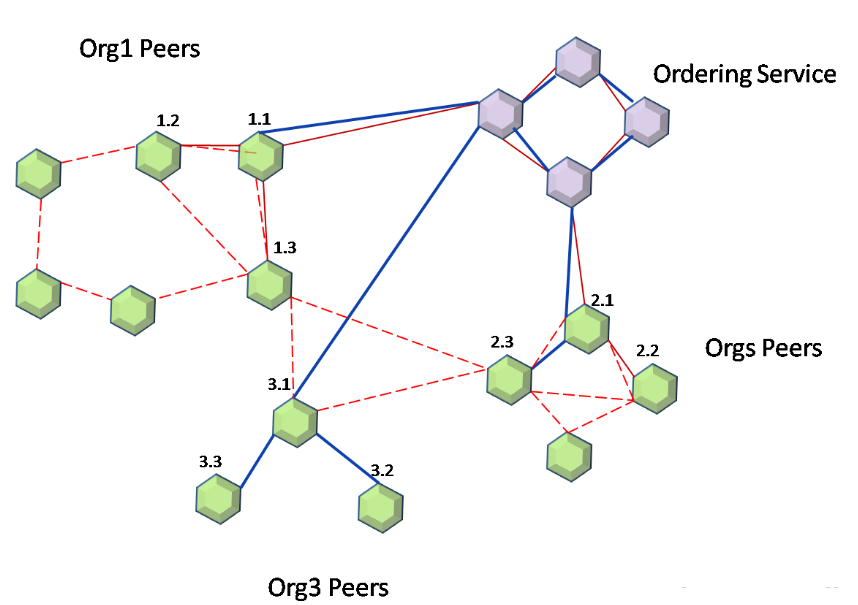 Org1 Peers
Ordering Service
1.2
1.1
1.3
2.1
2.3
2.2
Orgs Peers
3.1
3.3
3.2
Org3 Peers